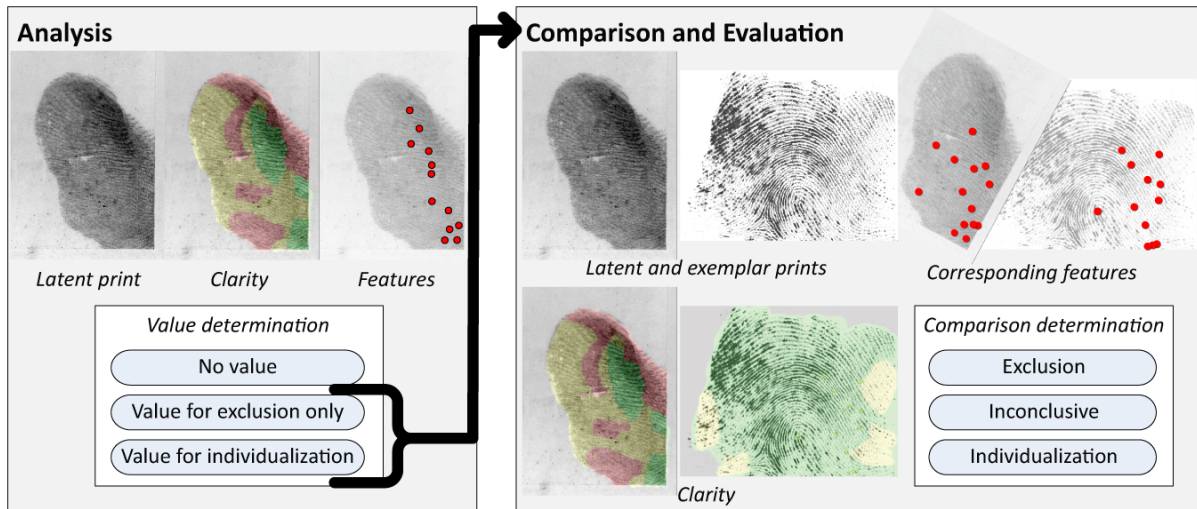 Analysis
Latent print
Clarity
Features
Value determination
No value
Value for exclusion only
Value for individualization
Comparison and Evaluation
Latent and exemplar prints
Corresponding features
Clarity
Comparison determination
Exclusion
Inconclusive
Individualization